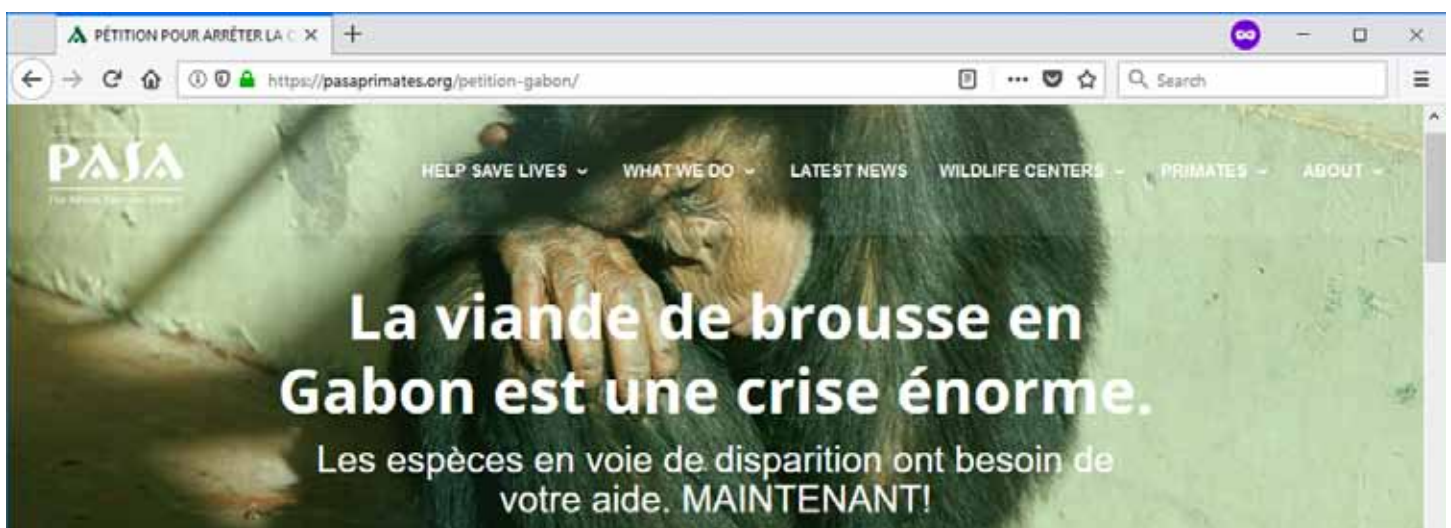 PÉTITION POUR ARRÊTER LA C
https://pasaprimates.org/petition-gabon/
Search
PASA
HELP SAVE LIVES WHAT WE DO LATEST NEWS WILDLIFE CENTERS PRIMATES ABOUT
La viande de brousse en
Gabon est une crise énorme.
Les espèces en voie de disparition ont besoin de
votre aide. MAINTENANT!